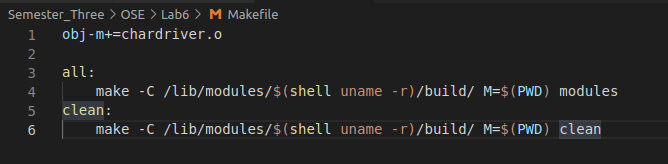 Semester_Three > OSE > Lab6 > M Makefile
1 obj-m+=chardriver.o
2
3 all:
4 make -C /lib/modules/$(shell uname -r)/build/ M=$(PWD) modules
5 clean:
6 make -C /lib/modules/$(shell uname -r)/build/ M=$(PWD) clean